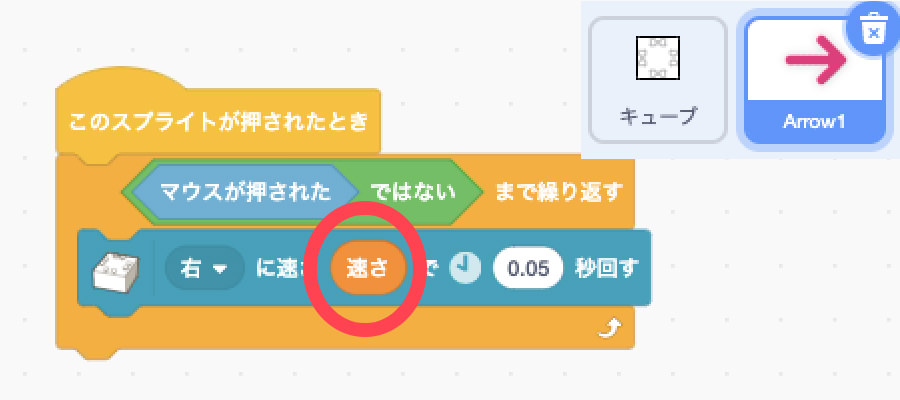 キューブ
Arrow1
このスプライトが押されたとき
マウスが押された ではない まで繰り返す
右 に速 速さ で 0.05 秒回す